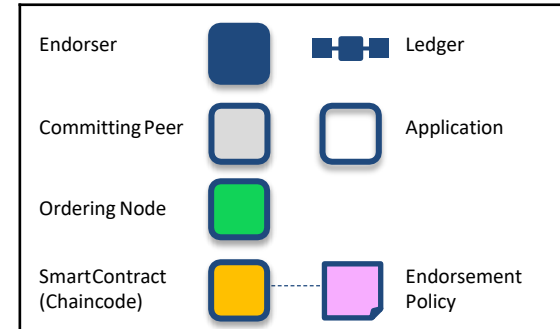 Endorser
Ledger
Committing Peer
Application
Ordering Node
SmartContract
(Chaincode)
Endorsement
Policy